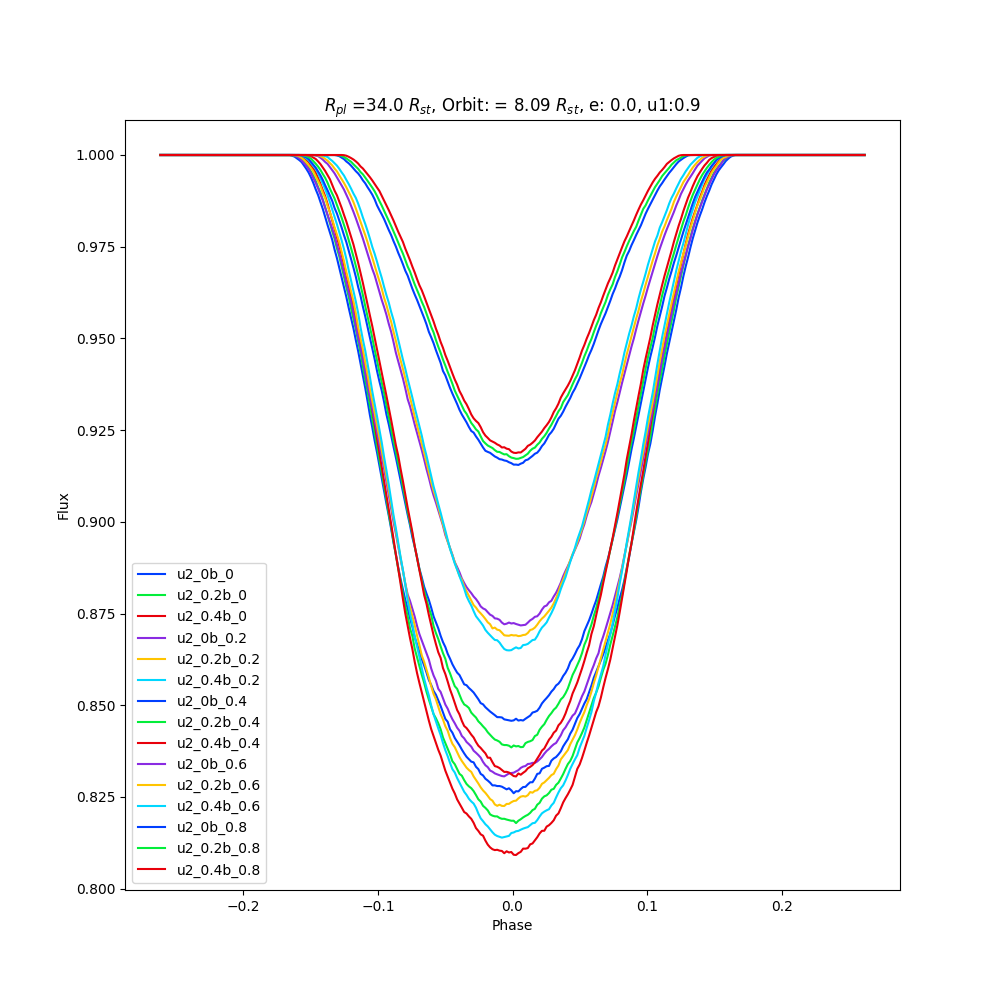 R_pl =34.0 R_st, Orbit: = 8.09 R_st, e: 0.0, u1:0.9
1.000
0.975
0.950
0.925
0.900
0.875
0.850
0.825
0.800
Flux
u2_0b_0
u2_0.2b_0
u2_0.4b_0
u2_0b_0.2
u2_0.2b_0.2
u2_0.4b_0.2
u2_0b_0.4
u2_0.2b_0.4
u2_0.4b_0.4
u2_0b_0.6
u2_0.2b_0.6
u2_0.4b_0.6
u2_0b_0.8
u2_0.2b_0.8
u2_0.4b_0.8
−0.2 −0.1 0.0 0.1 0.2
Phase